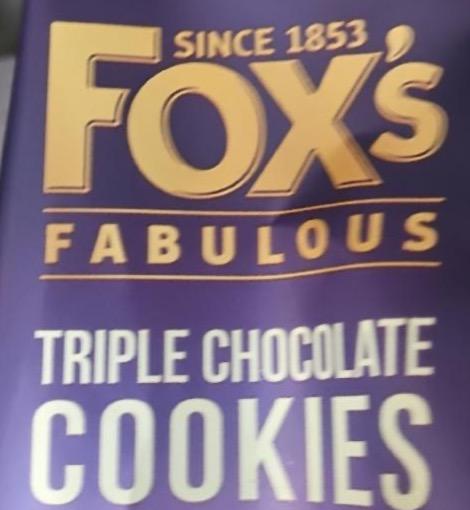 SINCE 1853
FOX's
FABULOUS
TRIPLE CHOCOLATE
COOKIES